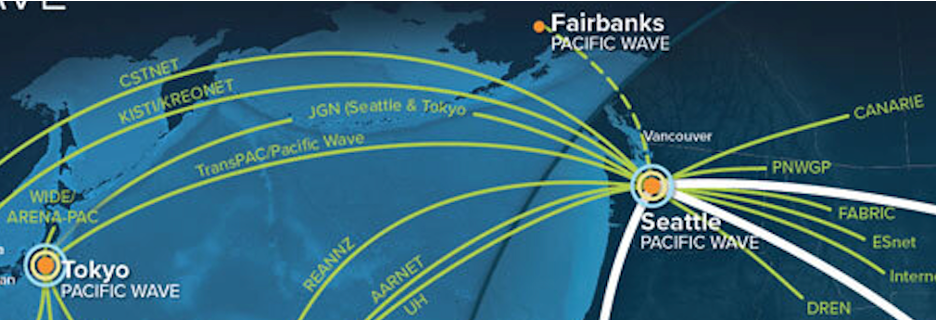 Fairbanks
PACIFIC WAVE
CSTNET
KISTI/KREONET
JGN (Seattle & Tokyo
TransPAC/Pacific Wave
CANARIE
Vancouver
PNWGP
WIDE/
ARENA-PAC
Seattle
PACIFIC WAVE
FABRIC
ESnet
Intern
DREN
Tokyo
PACIFIC WAVE
REANNZ
AARNET
UH